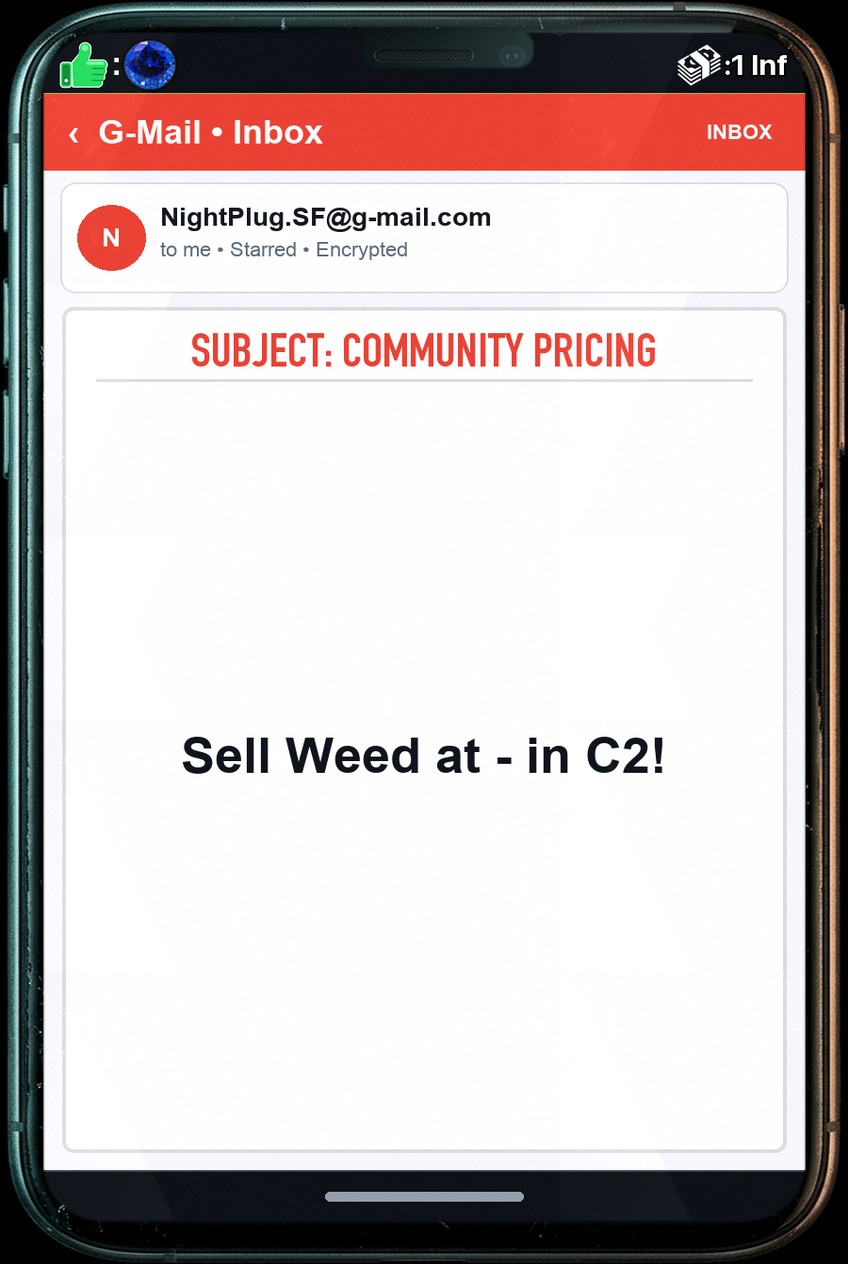 : :1 Inf
‹ G-Mail • Inbox INBOX
N NightPlug.SF@g-mail.com
to me • Starred • Encrypted
SUBJECT: COMMUNITY PRICING
Sell Weed at - in C2!